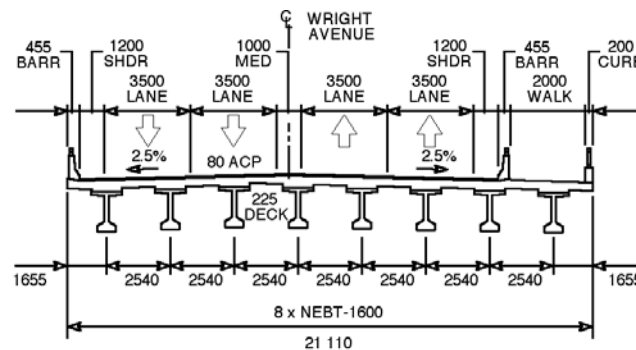 ℄ WRIGHT
AVENUE
455
BARR
1200
SHDR
1000
MED
1200
SHDR
455
BARR
200
CURB
3500
LANE
3500
LANE
3500
LANE
3500
LANE
2000
WALK
2.5%
80 ACP
2.5%
225
DECK
1655
2540
2540
2540
2540
2540
2540
2540
1655
8 x NEBT-1600
21 110